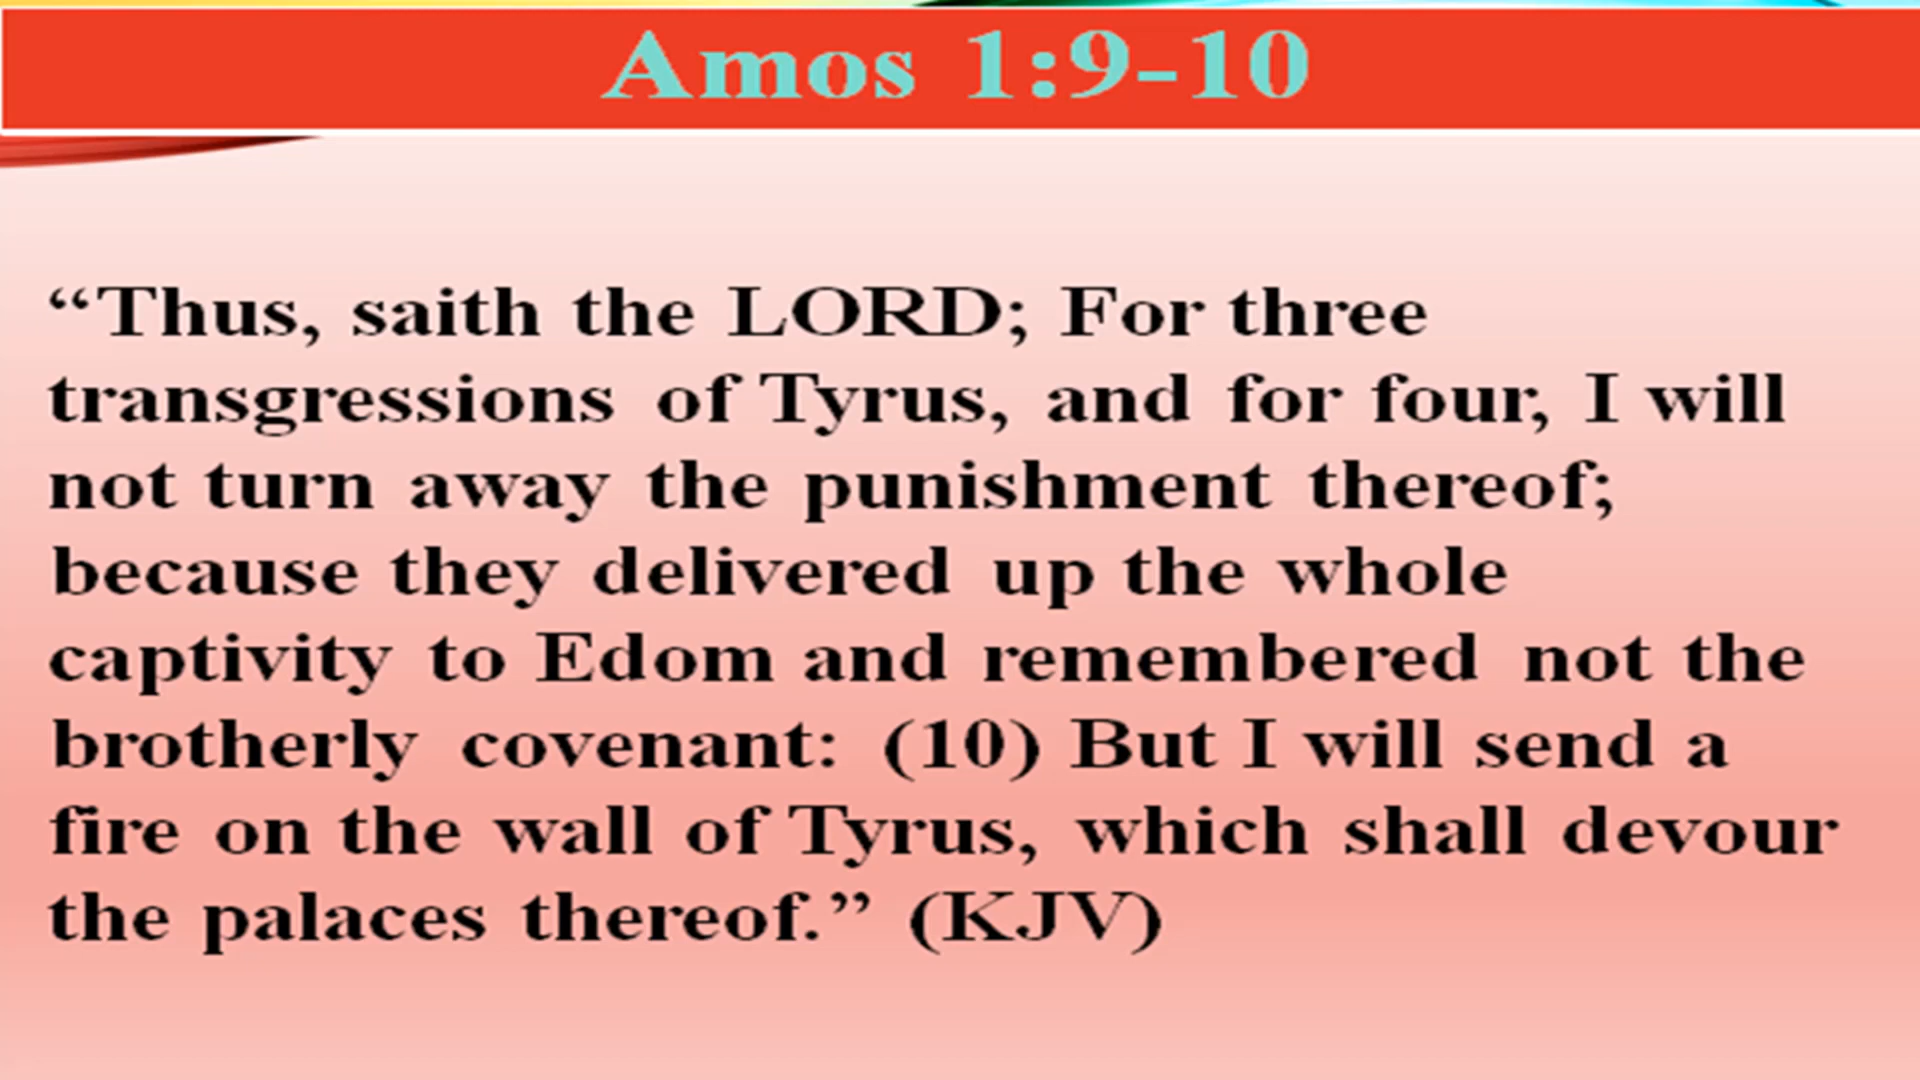 Amos 1:9-10
“Thus, saith the LORD; For three
transgressions of Tyrus, and for four, I will
not turn away the punishment thereof;
because they delivered up the whole
captivity to Edom and remembered not the
brotherly covenant: (10) But I will send a
fire on the wall of Tyrus, which shall devour
the palaces thereof.” (KJV)